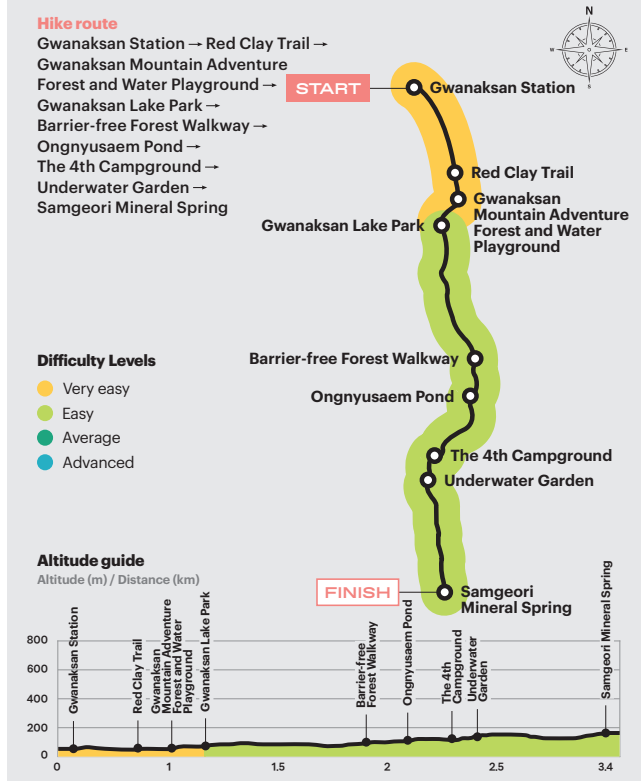 Hike route
Gwanaksan Station → Red Clay Trail →
Gwanaksan Mountain Adventure
Forest and Water Playground →
Gwanaksan Lake Park →
Barrier-free Forest Walkway →
Ongnyusaem Pond →
The 4th Campground →
Underwater Garden →
Samgeori Mineral Spring
N
W
E
S
START
Gwanaksan Station
Red Clay Trail
Gwanaksan
Mountain Adventure
Forest and Water
Playground
Gwanaksan Lake Park
Barrier-free Forest Walkway
Ongnyusaem Pond
The 4th Campground
Underwater Garden
FINISH
Samgeori
Mineral Spring
Difficulty Levels
Very easy
Easy
Average
Advanced
Altitude guide
Altitude (m) / Distance (km)
800
600
400
200
0
Gwanaksan Station
Red Clay Trail
Gwanaksan
Mountain Adventure
Forest and Water
Playground
Gwanaksan Lake Park
Barrier-free
Forest Walkway
Ongnyusaem Pond
The 4th
Campground
Underwater
Garden
Samgeori Mineral Spring
0
1
1.5
2
2.5
3.4